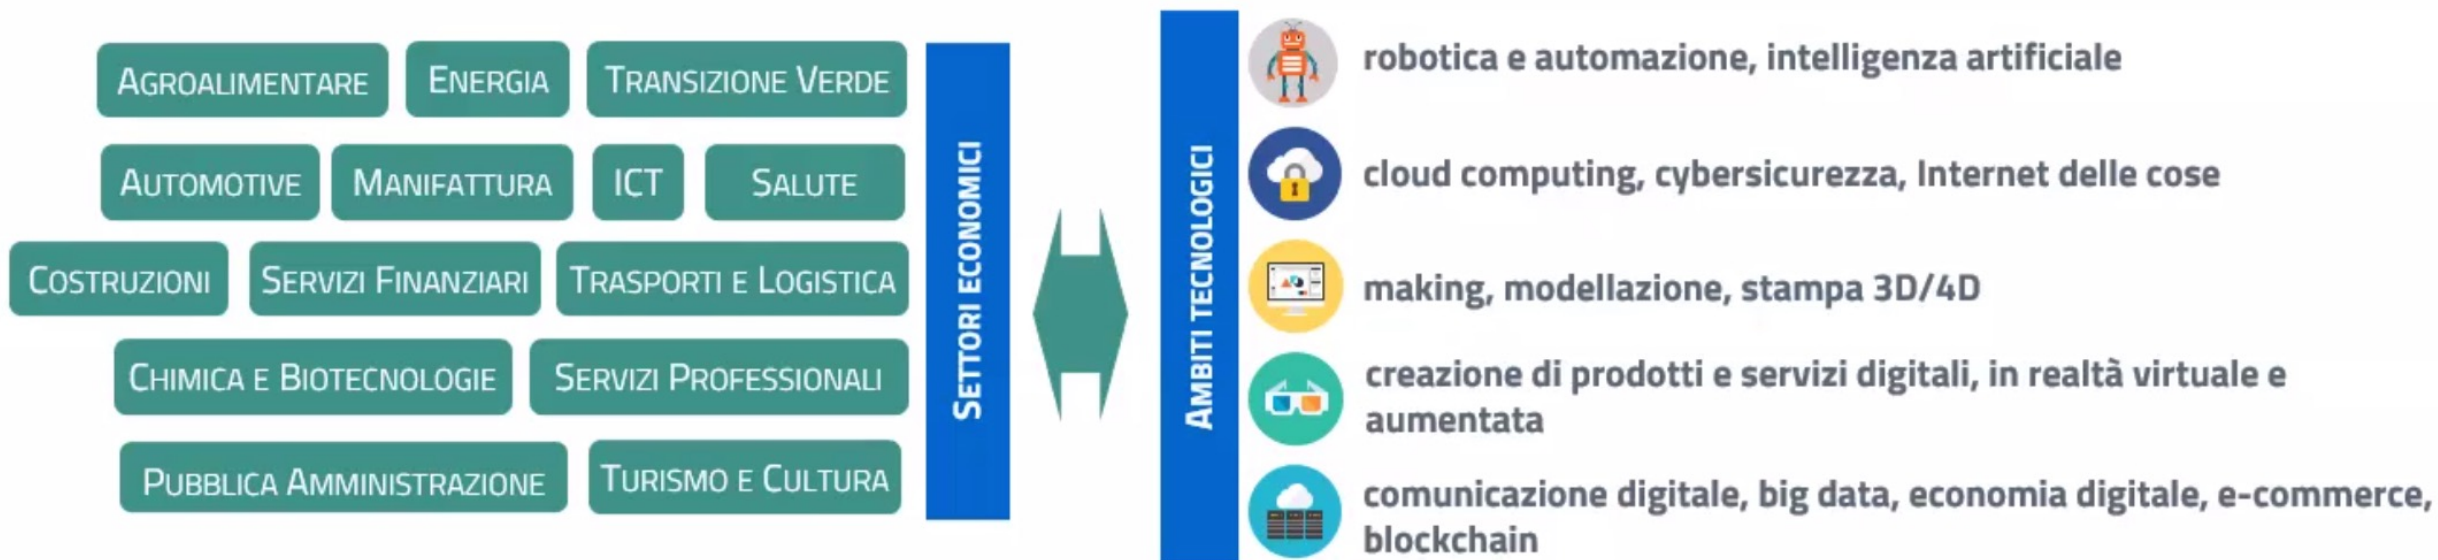 AGROALIMENTARE
ENERGIA
TRANSIZIONE VERDE
AUTOMOTIVE
MANIFATTURA
ICT
SALUTE
COSTRUZIONI
SERVIZI FINANZIARI
TRASPORTI E LOGISTICA
CHIMICA E BIOTECNOLOGIE
SERVIZI PROFESSIONALI
PUBBLICA AMMINISTRAZIONE
TURISMO E CULTURA
SETTORI ECONOMICI
AMBITI TECNOLOGICI
robotica e automazione, intelligenza artificiale
cloud computing, cybersicurezza, Internet delle cose
making, modellazione, stampa 3D/4D
creazione di prodotti e servizi digitali, in realtà virtuale e
aumentata
comunicazione digitale, big data, economia digitale, e-commerce,
blockchain